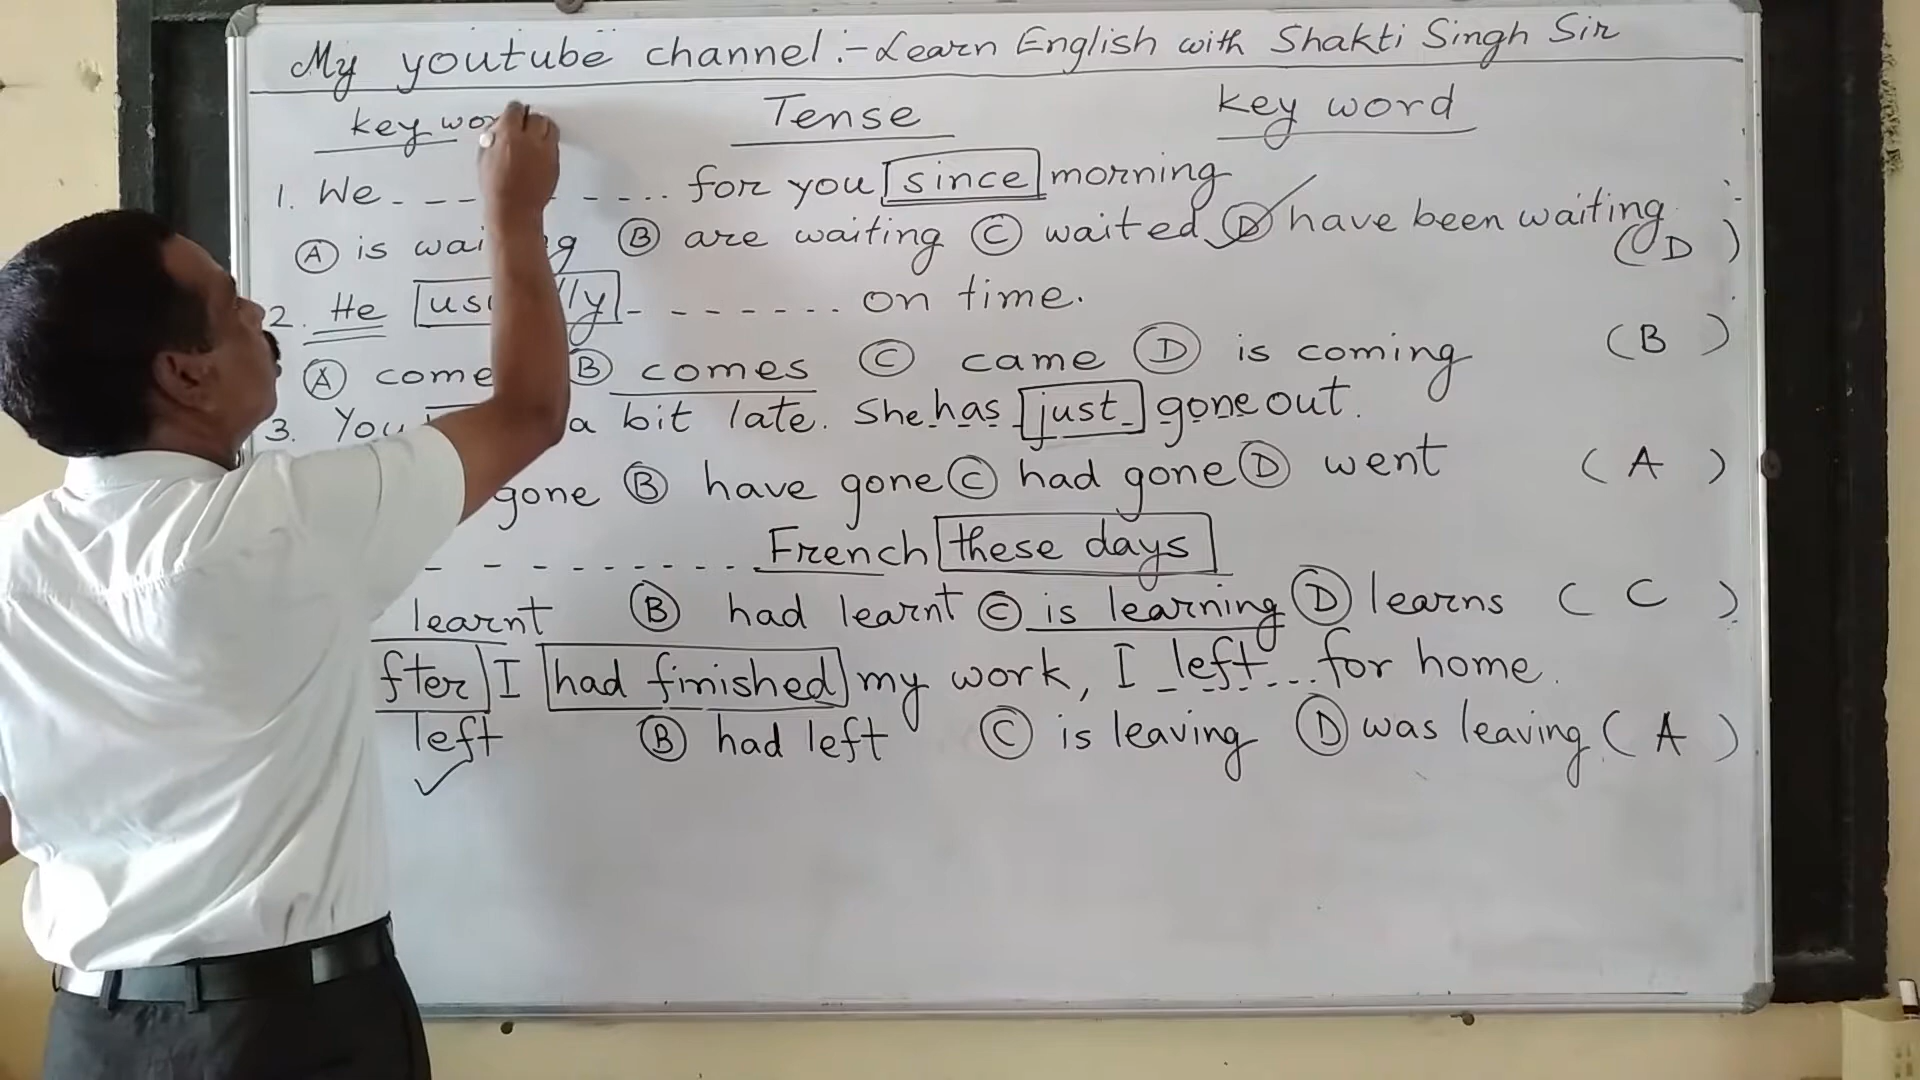 My youtube channel :- Learn English with Shakti Singh Sir
Key wor Tense Key word
1. We - - - - - - - for you since morning
(A) is waiting (B) are waiting (C) waited (D) have been waiting (D)
2. He usually - - - - - - - on time.
(A) come (B) comes (C) came (D) is coming (B)
3. You a bit late. She has just gone out.
gone (B) have gone (C) had gone (D) went (A)
- - - - - - - - - - French these days
learnt (B) had learnt (C) is learning (D) learns (C)
fter I had finished my work, I left for home.
left (B) had left (C) is leaving (D) was leaving (A)